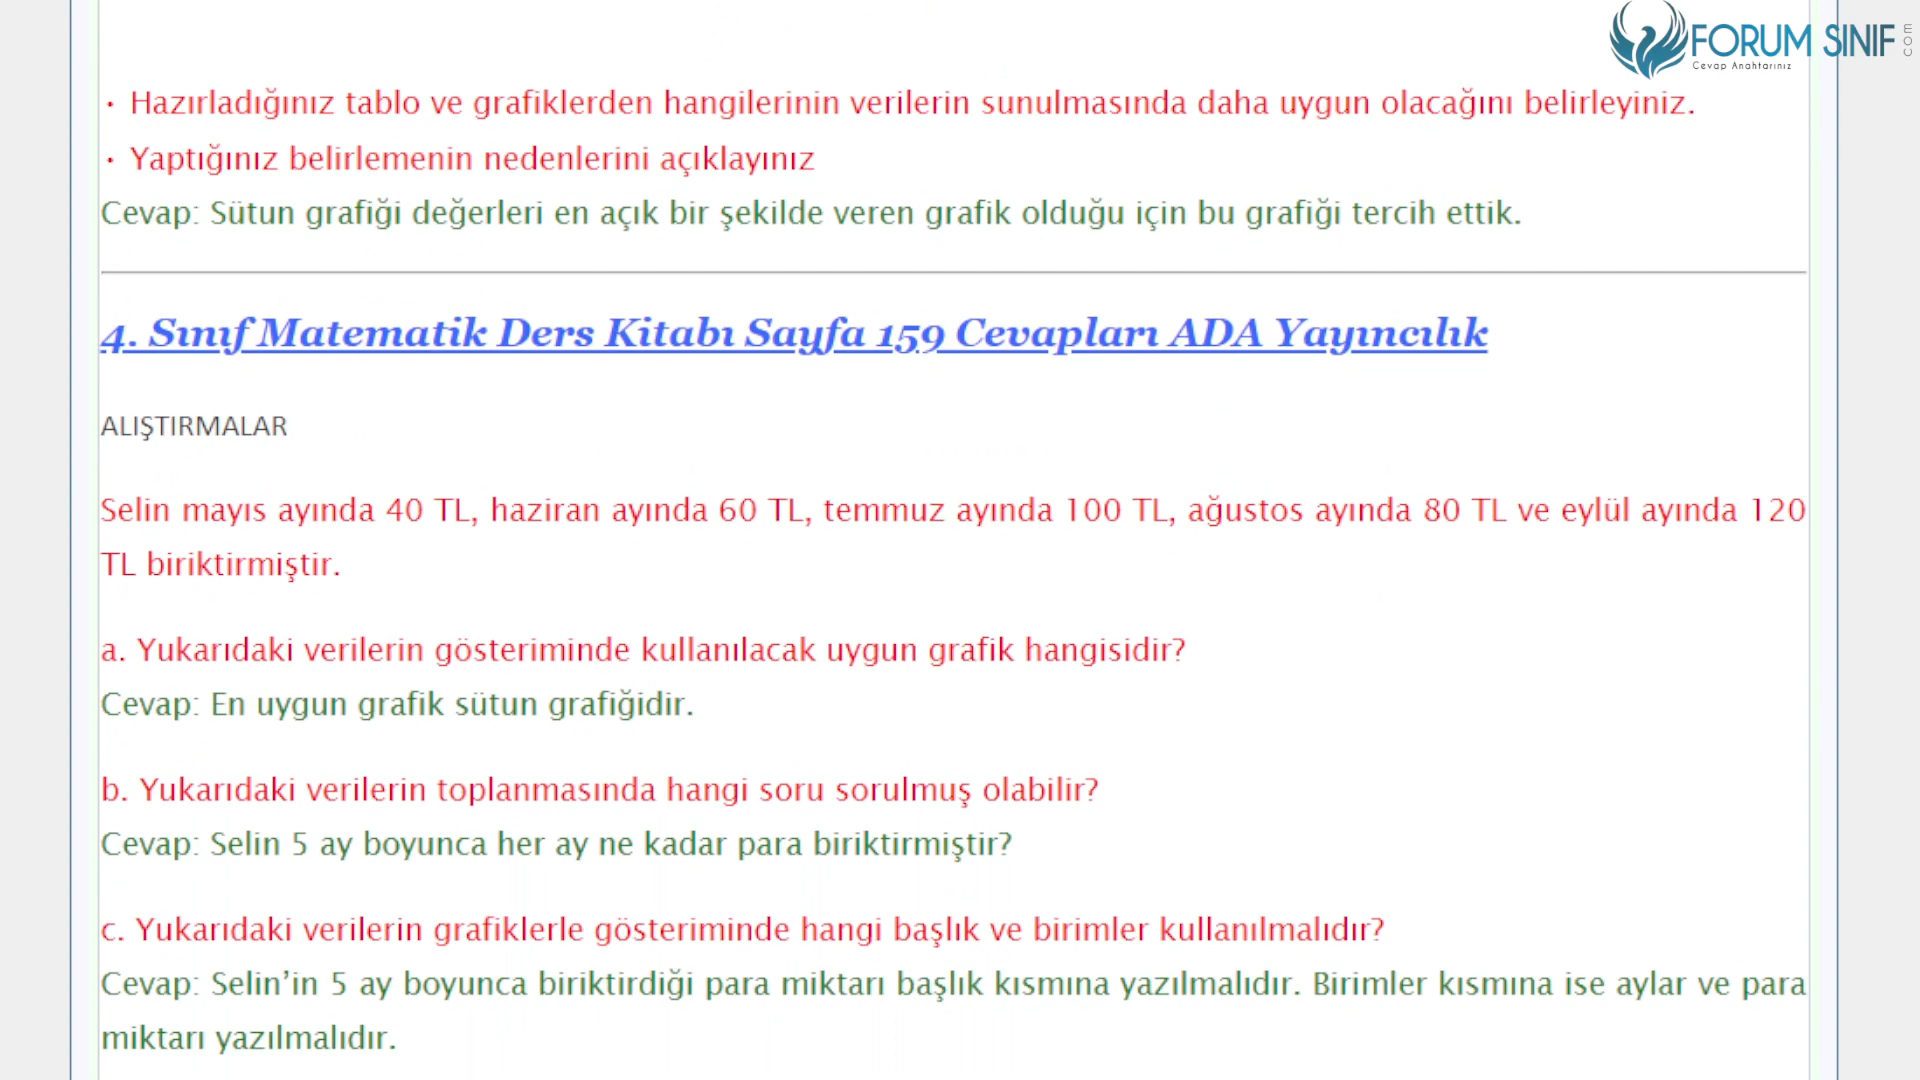 FORUM SINIF
com
Cevap Anahtarınız
• Hazırladığınız tablo ve grafiklerden hangilerinin verilerin sunulmasında daha uygun olacağını belirleyiniz.
• Yaptığınız belirlemenin nedenlerini açıklayınız
Cevap: Sütun grafiği değerleri en açık bir şekilde veren grafik olduğu için bu grafiği tercih ettik.
4. Sınıf Matematik Ders Kitabı Sayfa 159 Cevapları ADA Yayıncılık
ALIŞTIRMALAR
Selin mayıs ayında 40 TL, haziran ayında 60 TL, temmuz ayında 100 TL, ağustos ayında 80 TL ve eylül ayında 120
TL biriktirmiştir.
a. Yukarıdaki verilerin gösteriminde kullanılacak uygun grafik hangisidir?
Cevap: En uygun grafik sütun grafiğidir.
b. Yukarıdaki verilerin toplanmasında hangi soru sorulmuş olabilir?
Cevap: Selin 5 ay boyunca her ay ne kadar para biriktirmiştir?
c. Yukarıdaki verilerin grafiklerle gösteriminde hangi başlık ve birimler kullanılmalıdır?
Cevap: Selin’in 5 ay boyunca biriktirdiği para miktarı başlık kısmına yazılmalıdır. Birimler kısmına ise aylar ve para
miktarı yazılmalıdır.